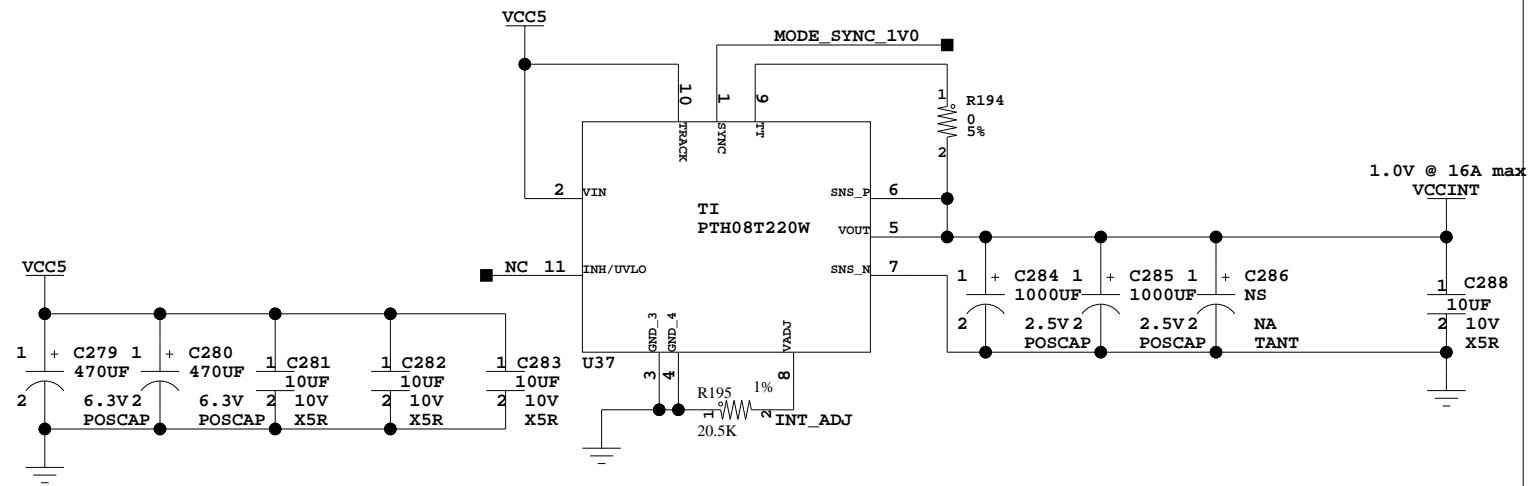 VCC5
MODE_SYNC_1V0
10
1
9
TRACK
SYNC
TT
1
R194
0
5%
2
2
VIN
TI
PTH08T220W
SNS_P
6
VOUT
5
SNS_N
7
1.0V @ 16A max
VCCINT
NC
11
INH/UVLO
GND_3
GND_4
VADJ
U37
3
4
8
R195
1%
1
2
20.5K
INT_ADJ
VCC5
1
+
C279
470UF
2
6.3V
POSCAP
1
+
C280
470UF
2
6.3V
POSCAP
1
C281
10UF
2
10V
X5R
1
C282
10UF
2
10V
X5R
1
C283
10UF
2
10V
X5R
1
+
C284
1000UF
2
2.5V
POSCAP
1
+
C285
1000UF
2
2.5V
POSCAP
1
+
C286
NS
2
NA
TANT
1
C288
10UF
2
10V
X5R